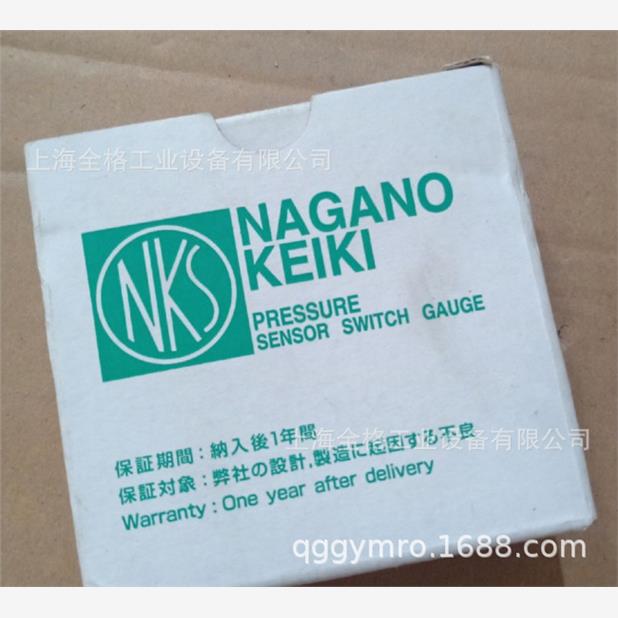 上海全格工业设备有限公司
NKS
NAGANO
KEIKI
PRESSURE
SENSOR SWITCH GAUGE
保証期間：納入後1年間
上海全格工业设备有限公司
保証対象：弊社の設計,製造に起因する不良
Warranty : One year after delivery
qggymro.1688.com